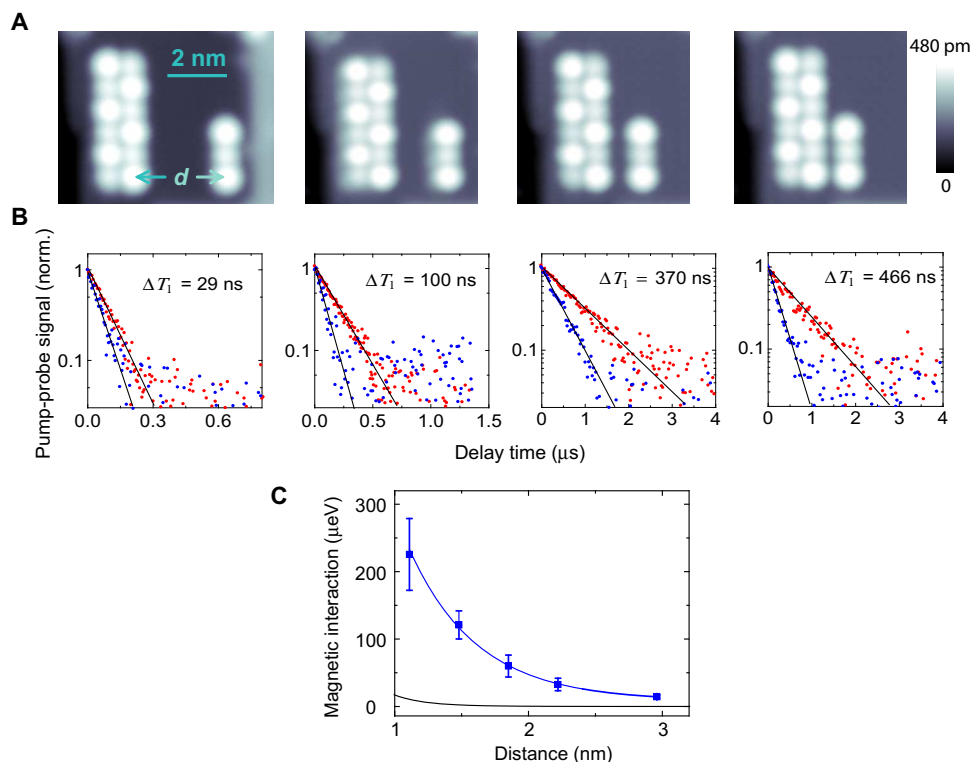 A
2 nm
d
480 pm
0
B
Pump-probe signal (norm.)
1
0.1
ΔT₁ = 29 ns
0 0.3 0.6
1
0.1
ΔT₁ = 100 ns
0 0.5 1.0 1.5
1
0.1
ΔT₁ = 370 ns
0 1 2 3 4
1
0.1
ΔT₁ = 466 ns
0 1 2 3 4
Delay time (μs)
C
Magnetic interaction (μeV)
300
200
100
0
1 2 3
Distance (nm)